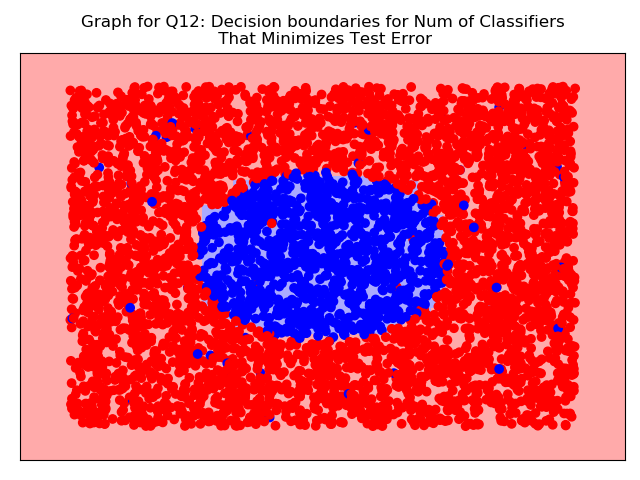 Graph for Q12: Decision boundaries for Num of Classifiers
That Minimizes Test Error